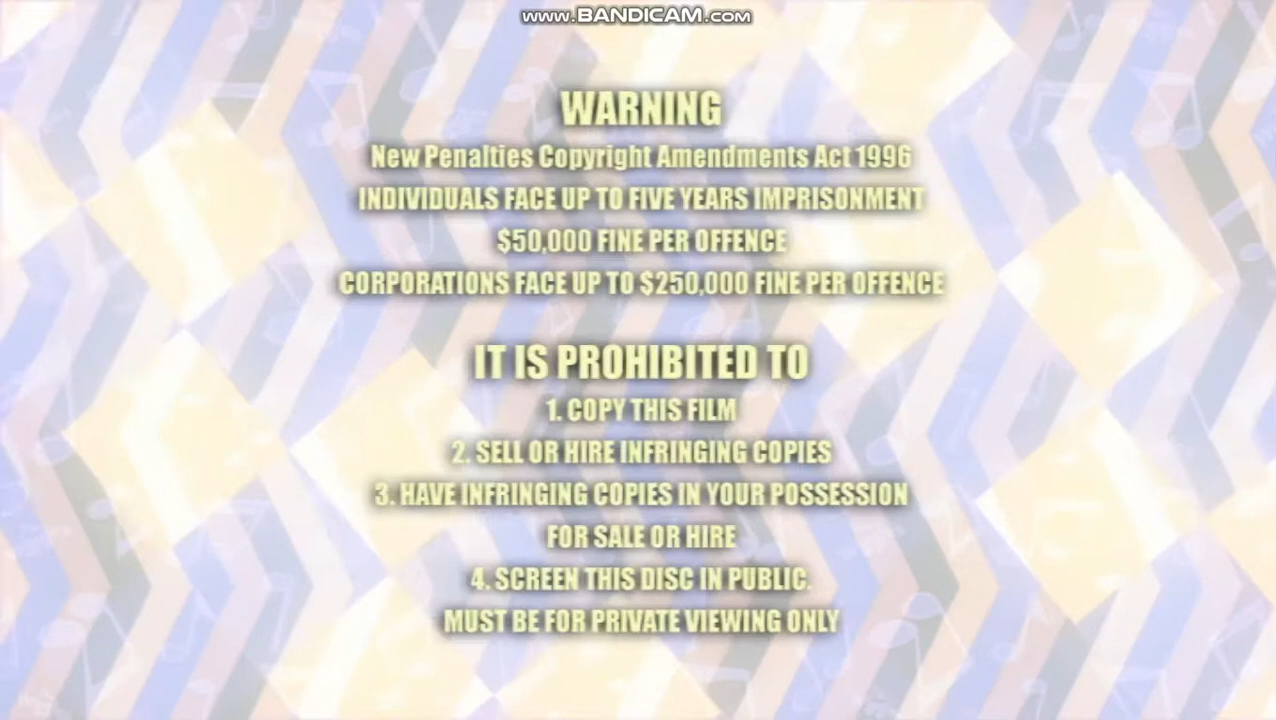 www.BANDICAM.com
WARNING
New Penalties Copyright Amendments Act 1996
INDIVIDUALS FACE UP TO FIVE YEARS IMPRISONMENT
$50,000 FINE PER OFFENCE
CORPORATIONS FACE UP TO $250,000 FINE PER OFFENCE
IT IS PROHIBITED TO
1. COPY THIS FILM
2. SELL OR HIRE INFRINGING COPIES
3. HAVE INFRINGING COPIES IN YOUR POSSESSION
FOR SALE OR HIRE
4. SCREEN THIS DISC IN PUBLIC.
MUST BE FOR PRIVATE VIEWING ONLY